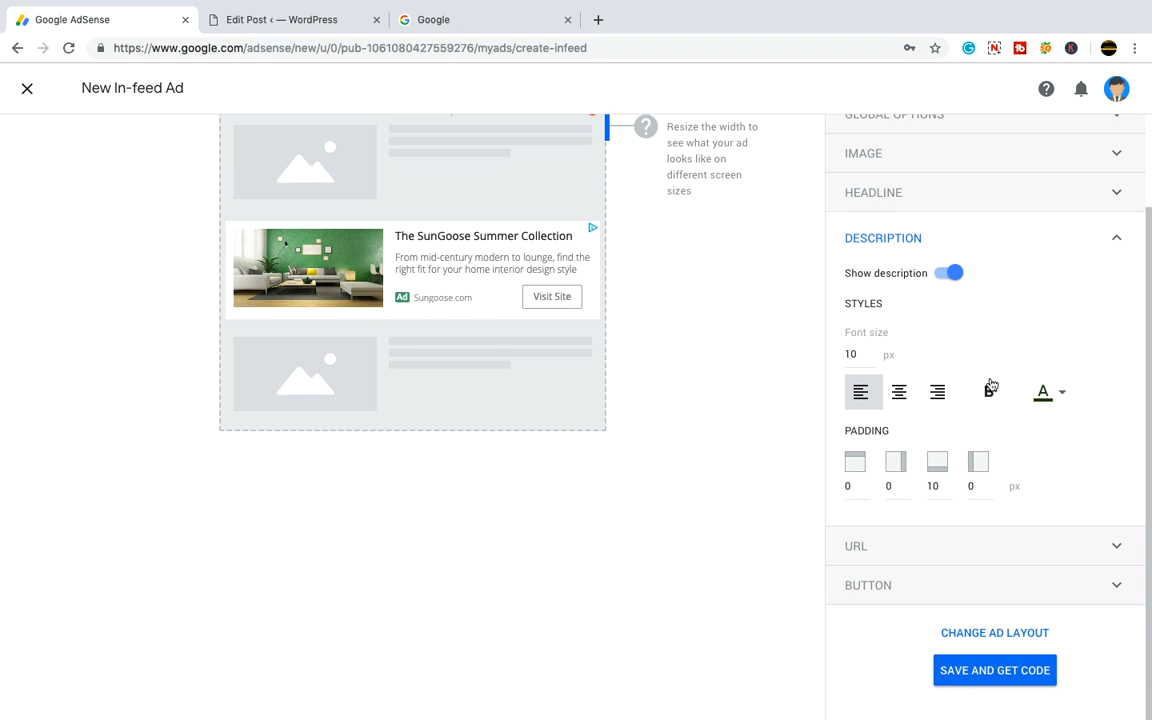 Google AdSense
Edit Post ‹ — WordPress
Google
https://www.google.com/adsense/new/u/0/pub-1061080427559276/myads/create-infeed
New In-feed Ad
Resize the width to
see what your ad
looks like on
different screen
sizes
The SunGoose Summer Collection
From mid-century modern to lounge, find the
right fit for your home interior design style
Ad Sungoose.com
Visit Site
GLOBAL OPTIONS
IMAGE
HEADLINE
DESCRIPTION
Show description
STYLES
Font size
10 px
B A
PADDING
0 0 10 0 px
URL
BUTTON
CHANGE AD LAYOUT
SAVE AND GET CODE